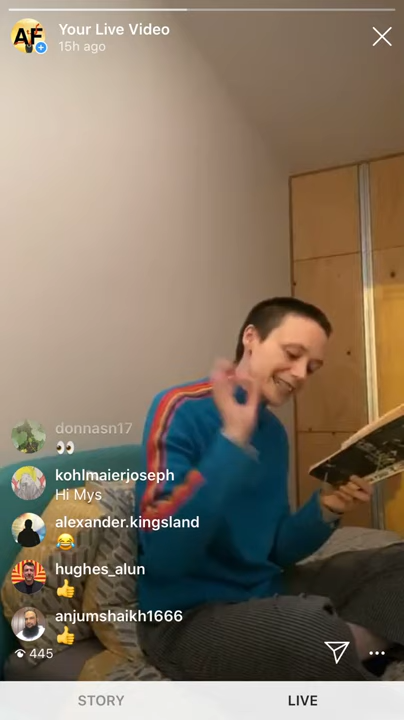 AF
Your Live Video
15h ago
donnasn17
kohlmaierjoseph
Hi Mys
alexander.kingsland
hughes_alun
anjumshaikh1666
445
STORY
LIVE